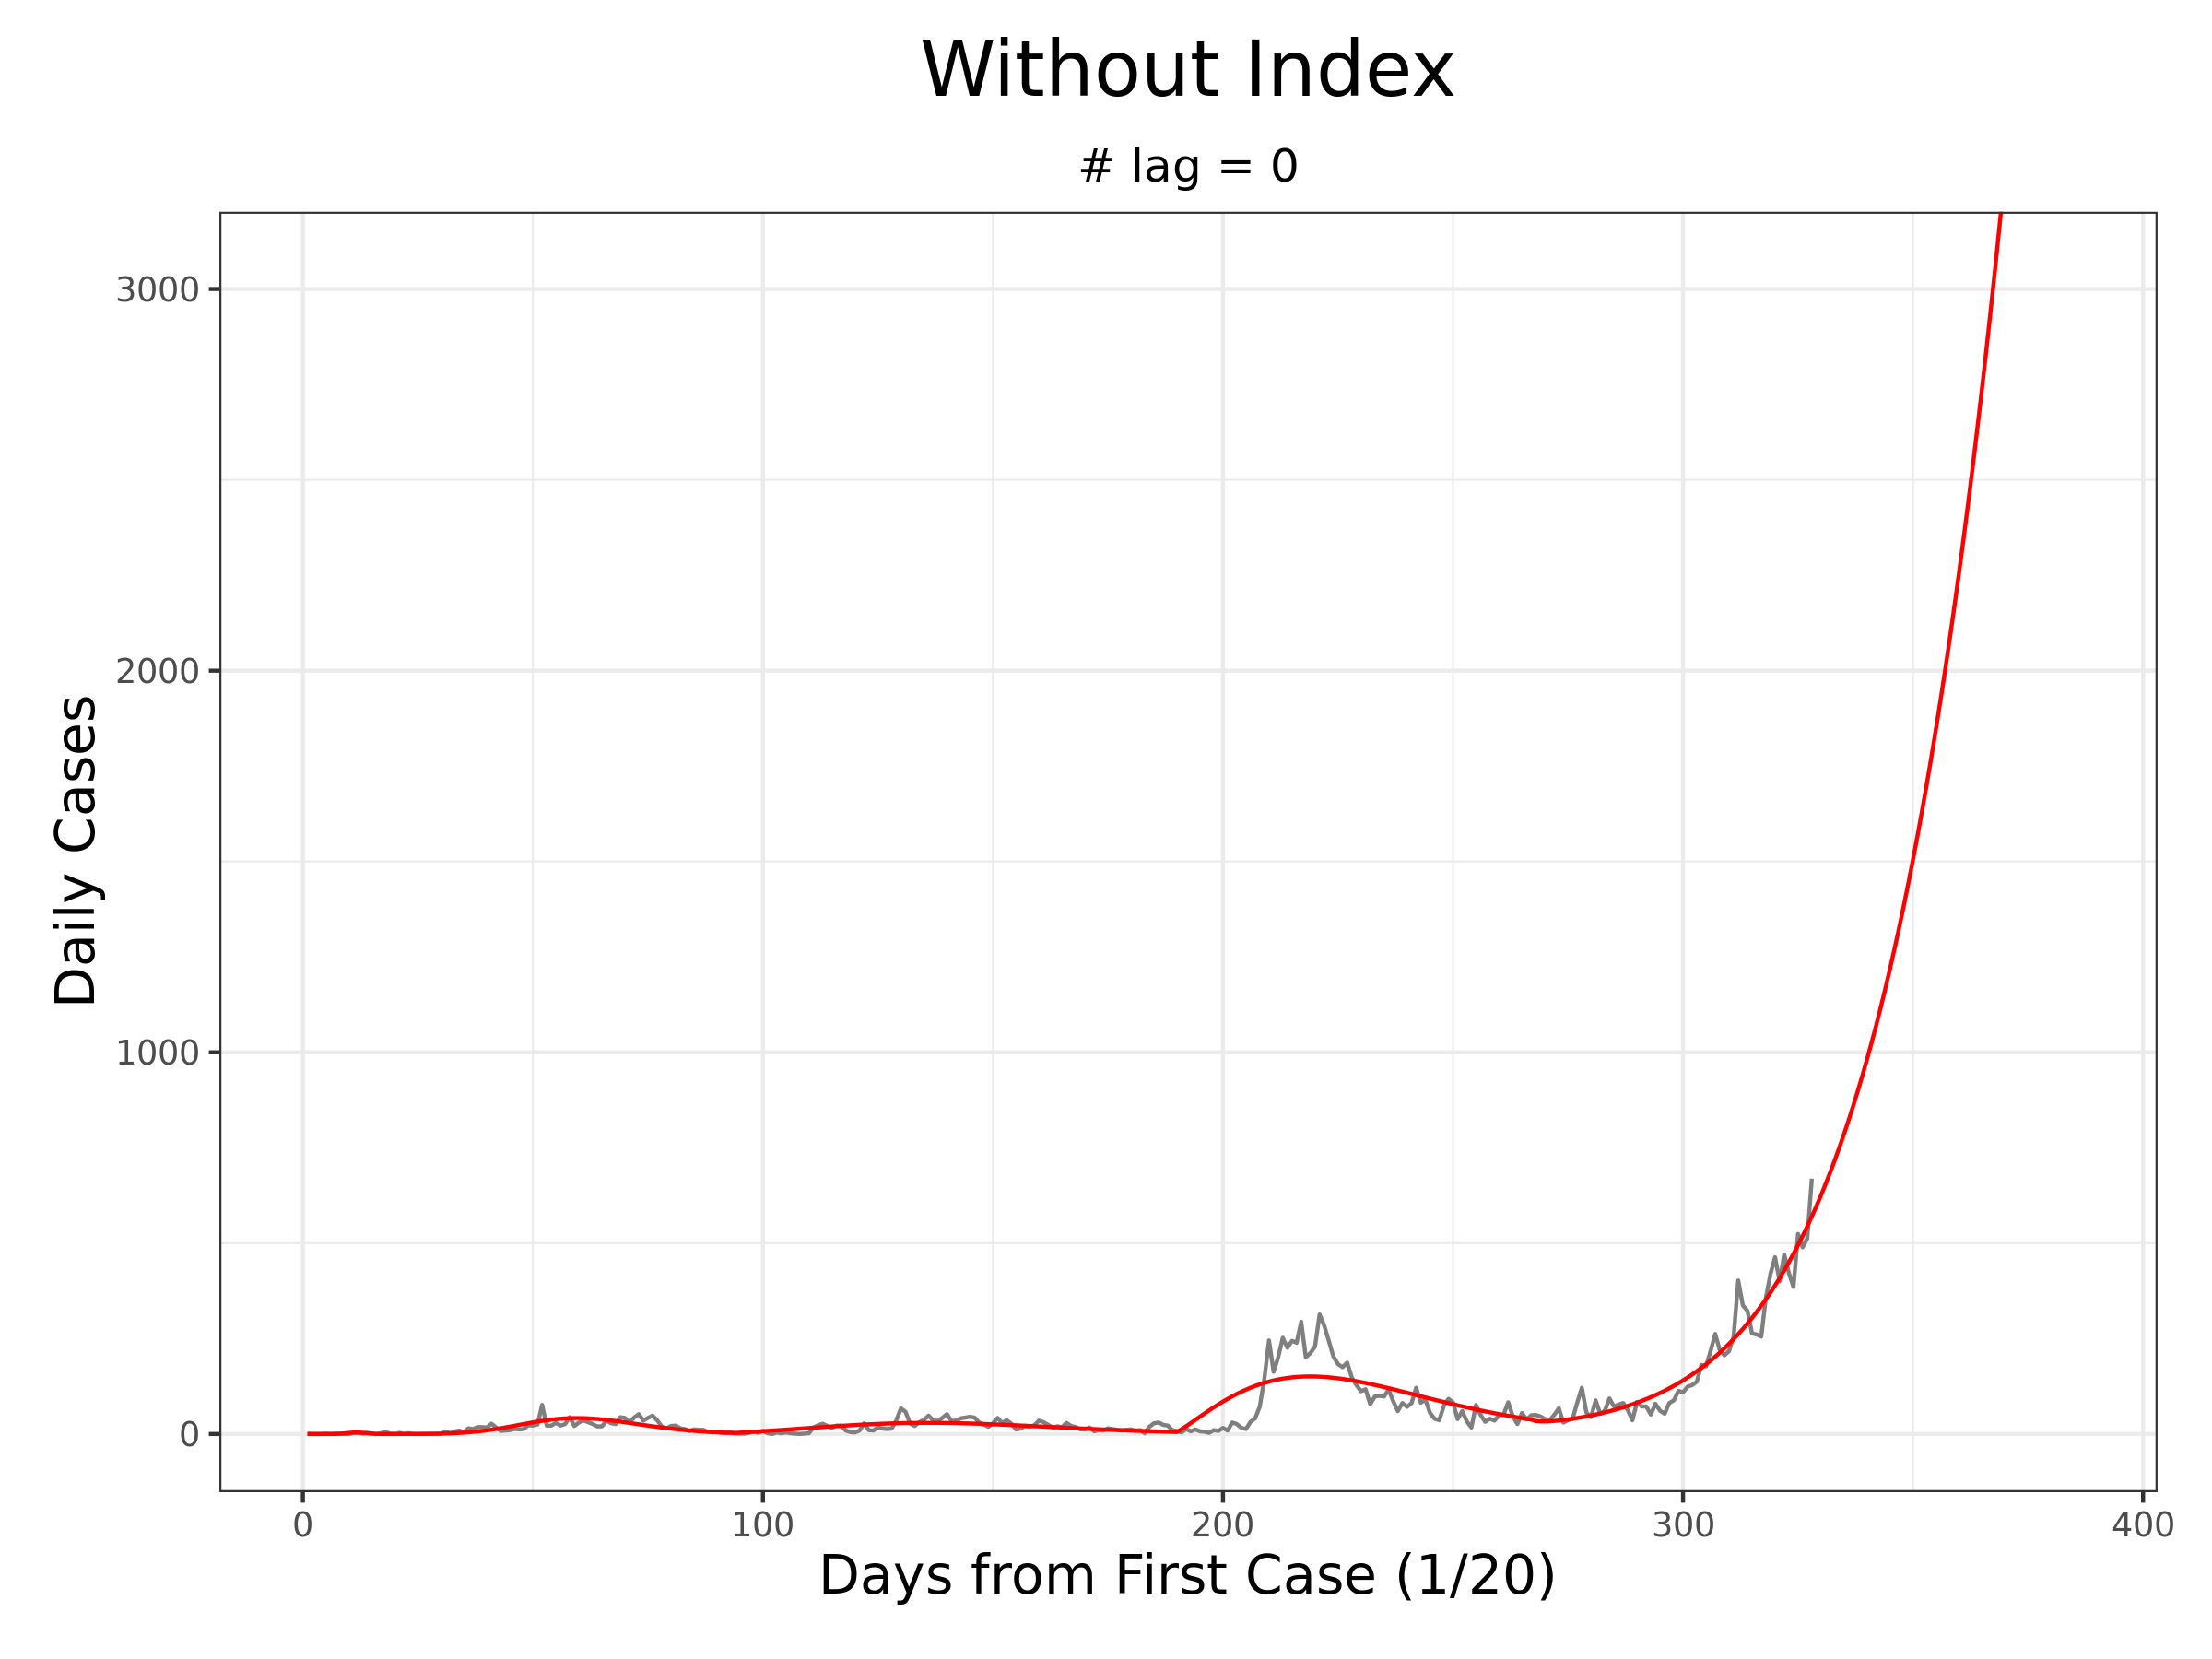 Without Index
# lag = 0
3000
2000
1000
0
Daily Cases
0 100 200 300 400
Days from First Case (1/20)